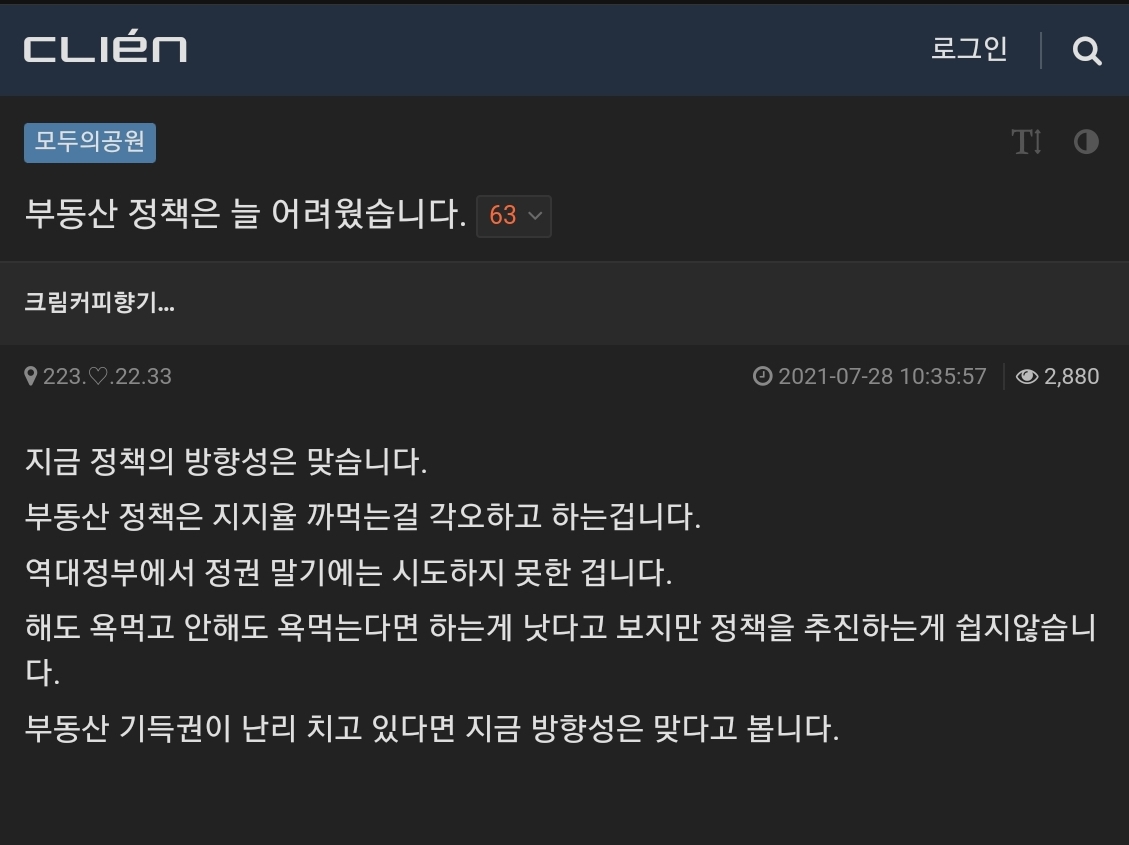 CLIéN
로그인
모두의공원
부동산 정책은 늘 어려웠습니다. 63
크림커피향기...
223.♡.22.33
2021-07-28 10:35:57
2,880
지금 정책의 방향성은 맞습니다.
부동산 정책은 지지율 까먹는걸 각오하고 하는겁니다.
역대정부에서 정권 말기에는 시도하지 못한 겁니다.
해도 욕먹고 안해도 욕먹는다면 하는게 낫다고 보지만 정책을 추진하는게 쉽지않습니
다.
부동산 기득권이 난리 치고 있다면 지금 방향성은 맞다고 봅니다.